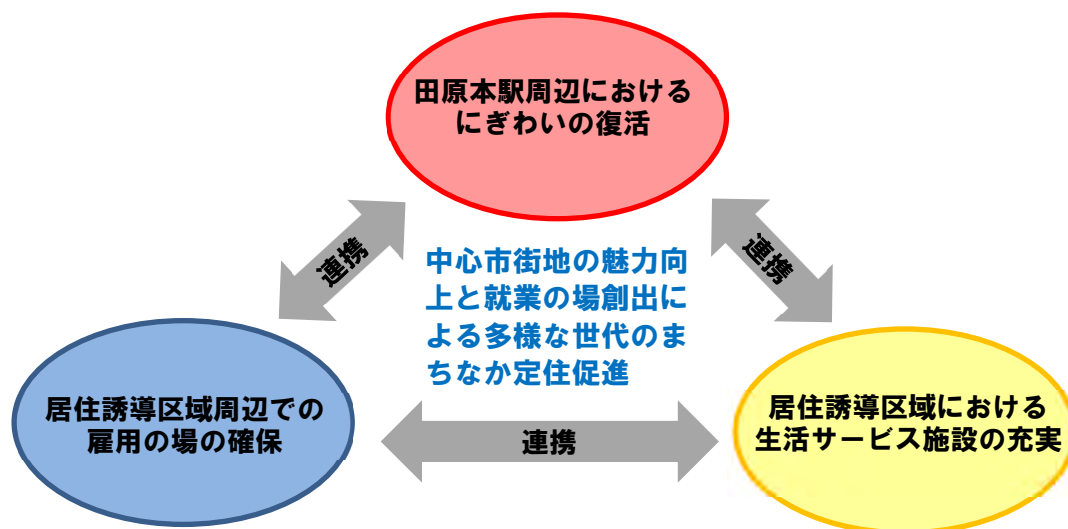 田原本駅周辺における
にぎわいの復活
連携
連携
中心市街地の魅力向
上と就業の場創出に
よる多様な世代のま
ちなか定住促進
居住誘導区域周辺での
雇用の場の確保
連携
居住誘導区域における
生活サービス施設の充実